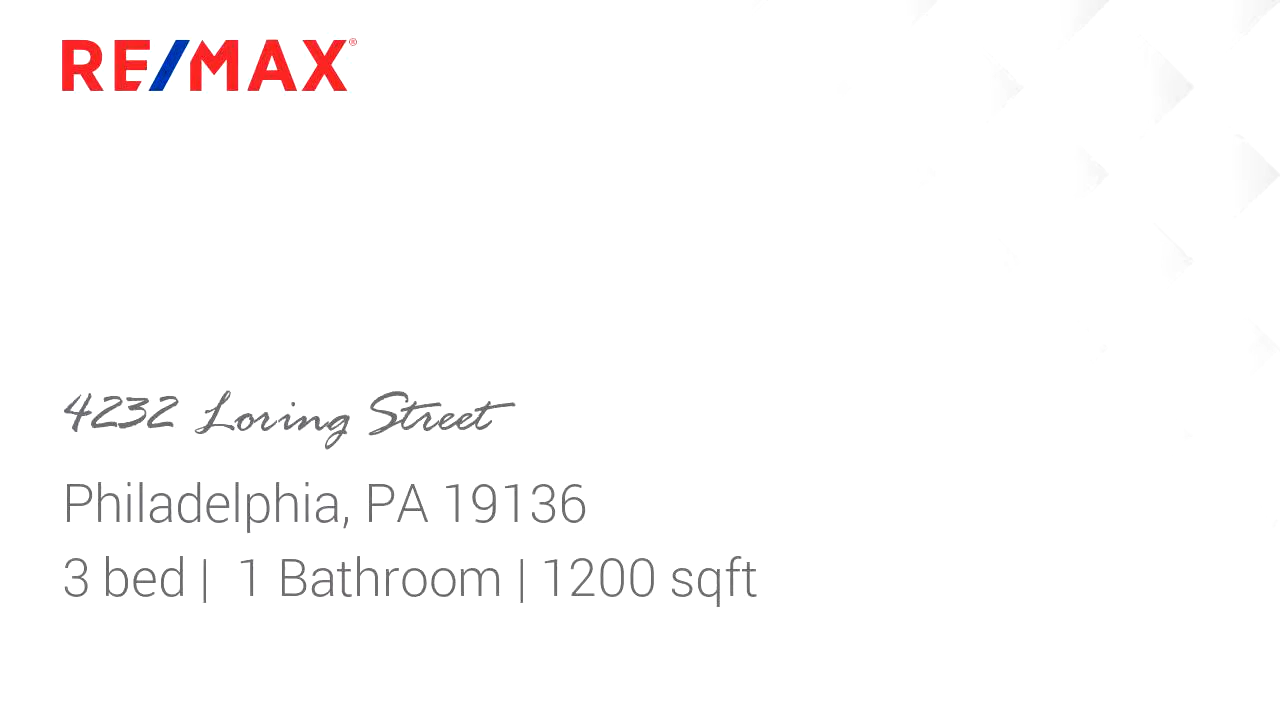 RE/MAX®
4232 Loring Street
Philadelphia, PA 19136
3 bed | 1 Bathroom | 1200 sqft